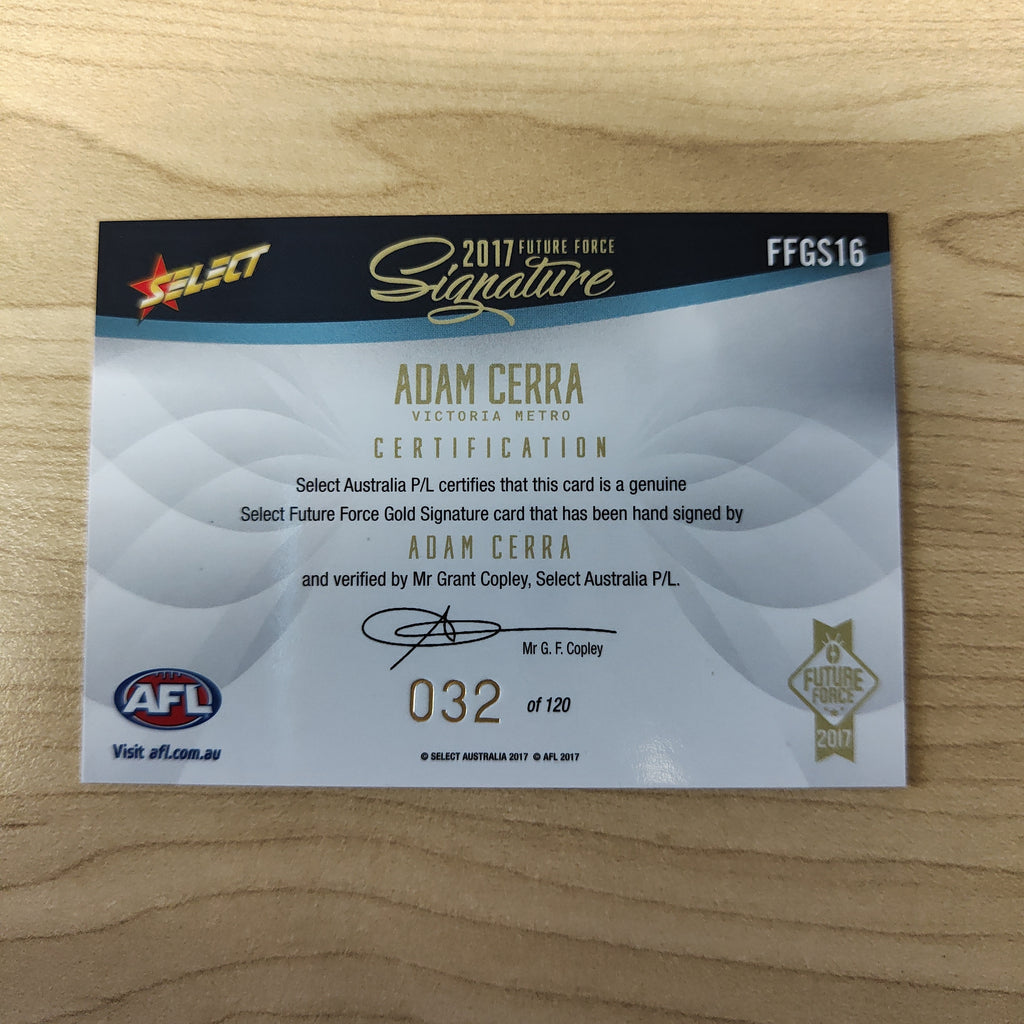 SELECT
2017 FUTURE FORCE
Signature
FFGS16
ADAM CERRA
VICTORIA METRO
CERTIFICATION
Select Australia P/L certifies that this card is a genuine
Select Future Force Gold Signature card that has been hand signed by
ADAM CERRA
and verified by Mr Grant Copley, Select Australia P/L.
Mr G. F. Copley
032 of 120
AFL
Visit afl.com.au
© SELECT AUSTRALIA 2017 © AFL 2017
FUTURE
FORCE
2017